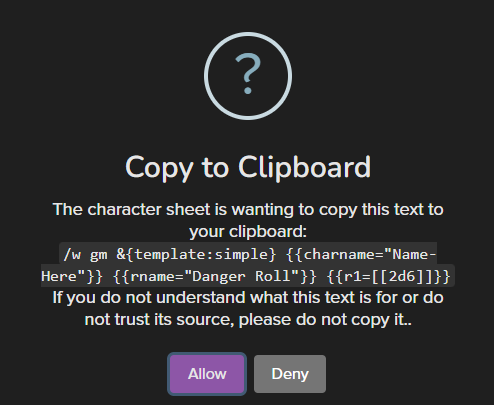 ?
Copy to Clipboard
The character sheet is wanting to copy this text to
your clipboard:
/w gm &{template:simple} {{charname="Name-
Here"}} {{rname="Danger Roll"}} {{r1=[[2d6]]}}
If you do not understand what this text is for or do
not trust its source, please do not copy it..
Allow
Deny